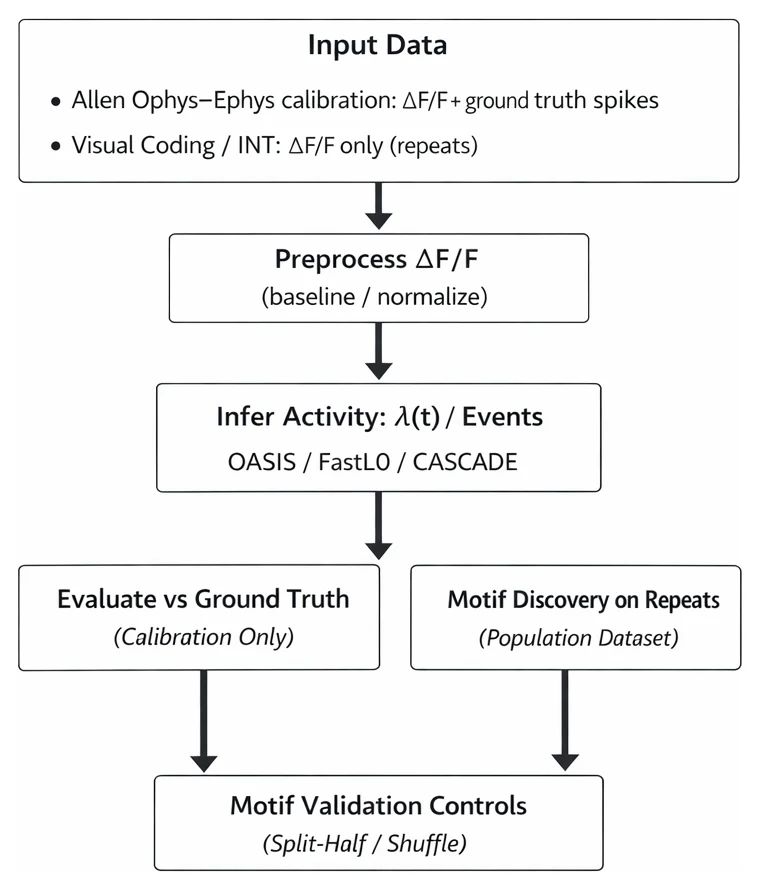 Input Data
• Allen Ophys–Ephys calibration: ΔF/F + ground truth spikes
• Visual Coding / INT: ΔF/F only (repeats)
Preprocess ΔF/F
(baseline / normalize)
Infer Activity: λ(t) / Events
OASIS / FastL0 / CASCADE
Evaluate vs Ground Truth
(Calibration Only)
Motif Discovery on Repeats
(Population Dataset)
Motif Validation Controls
(Split-Half / Shuffle)